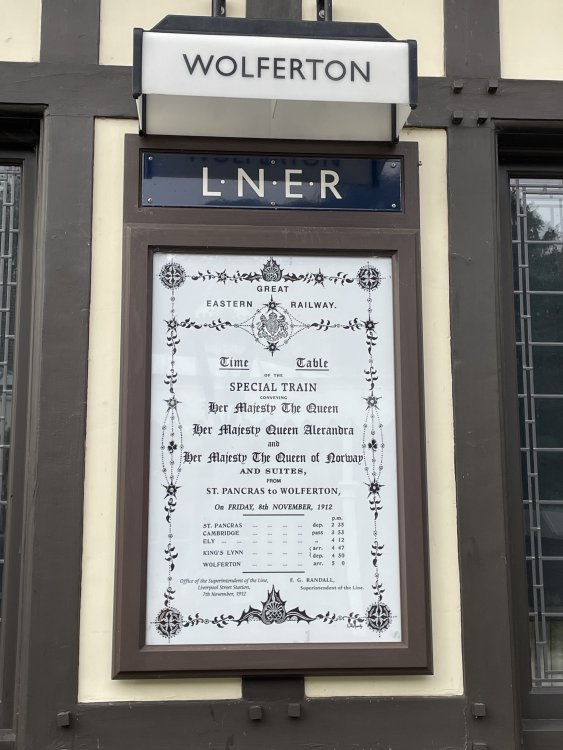 WOLFERTON
L·N·E·R
GREAT
EASTERN RAILWAY.
Time Table
OF THE
SPECIAL TRAIN
CONVEYING
Her Majesty The Queen
Her Majesty Queen Alexandra
and
Her Majesty The Queen of Norway
AND SUITES,
FROM
ST. PANCRAS to WOLFERTON,
On FRIDAY, 8th NOVEMBER, 1912
p.m.
ST. PANCRAS ... ... ... ... dep. 2 35
CAMBRIDGE ... ... ... ... pass 3 53
ELY ... ... ... ... ... ... " 4 12
KING'S LYNN ... ... ... ... { arr. 4 47
dep. 4 50
WOLFERTON ... ... ... ... arr. 5 0
Office of the Superintendent of the Line,
Liverpool Street Station,
7th November, 1912
F. G. RANDALL,
Superintendent of the Line.